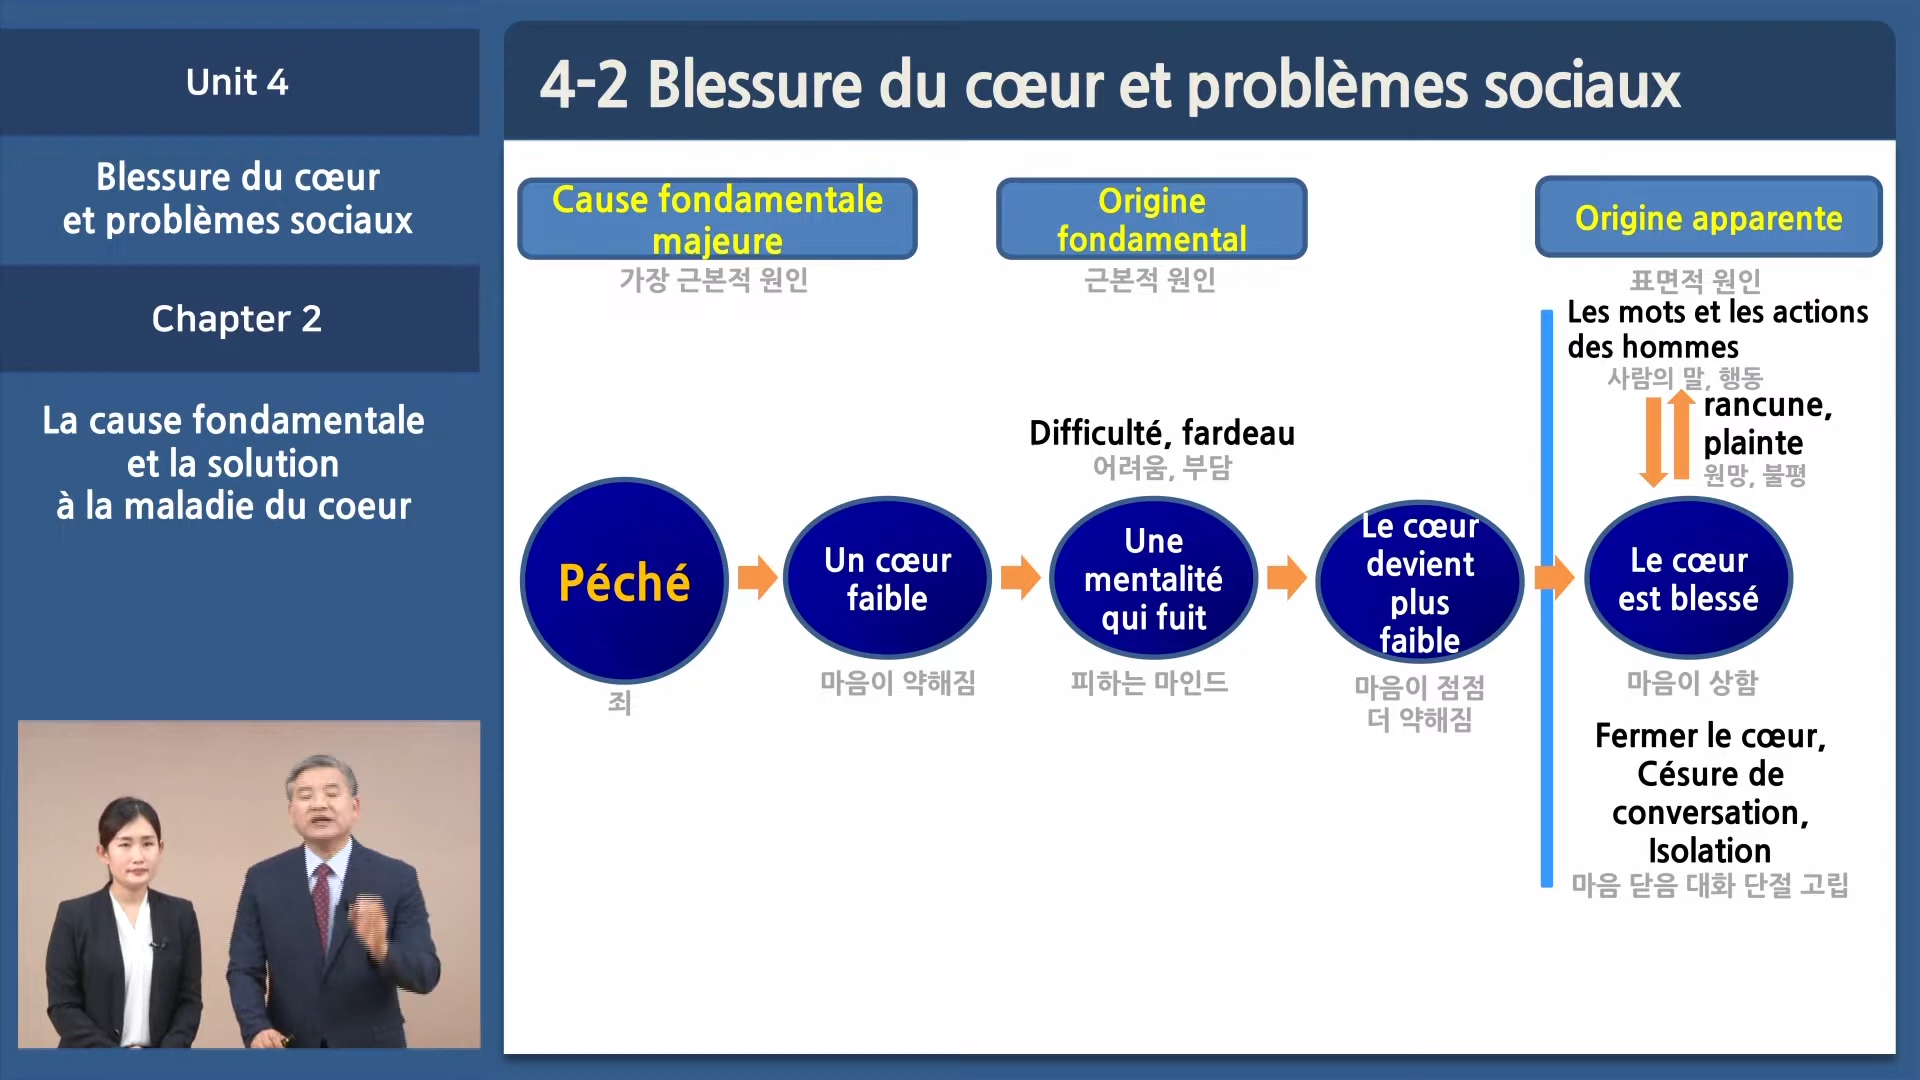 Unit 4
Blessure du cœur
et problèmes sociaux
Chapter 2
La cause fondamentale
et la solution
à la maladie du coeur
4-2 Blessure du cœur et problèmes sociaux
Cause fondamentale
majeure
가장 근본적 원인
Origine
fondamental
근본적 원인
Origine apparente
표면적 원인
Les mots et les actions
des hommes
사람의 말, 행동
rancune,
plainte
원망, 불평
Difficulté, fardeau
어려움, 부담
Péché
죄
Un cœur
faible
마음이 약해짐
Une
mentalité
qui fuit
피하는 마인드
Le cœur
devient
plus
faible
마음이 점점
더 약해짐
Le cœur
est blessé
마음이 상함
Fermer le cœur,
Césure de
conversation,
Isolation
마음 닫음 대화 단절 고립